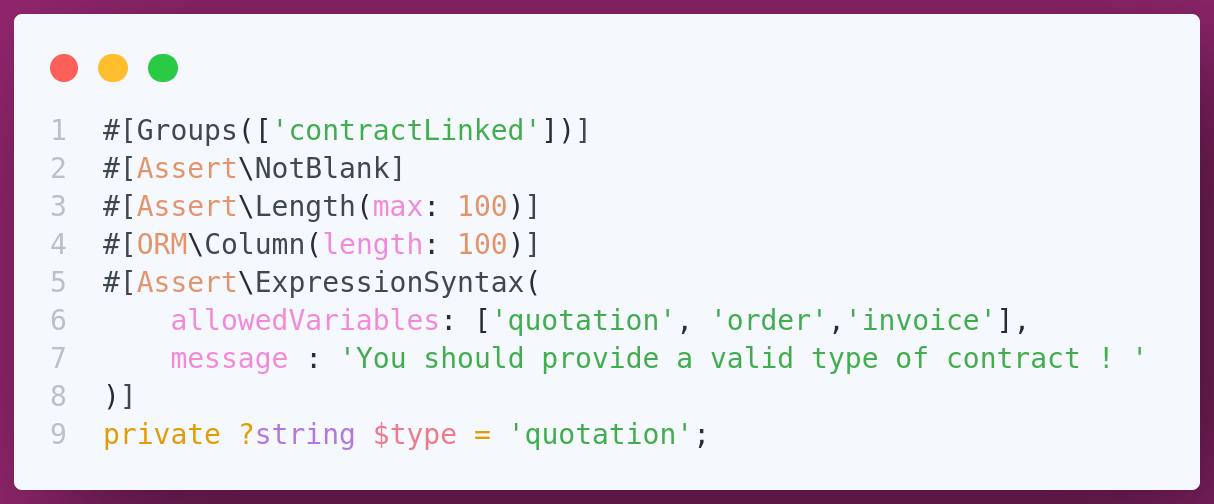 1 #[Groups(['contractLinked'])]
2 #[Assert\NotBlank]
3 #[Assert\Length(max: 100)]
4 #[ORM\Column(length: 100)]
5 #[Assert\ExpressionSyntax(
6     allowedVariables: ['quotation', 'order','invoice'],
7     message : 'You should provide a valid type of contract ! '
8 )]
9 private ?string $type = 'quotation';